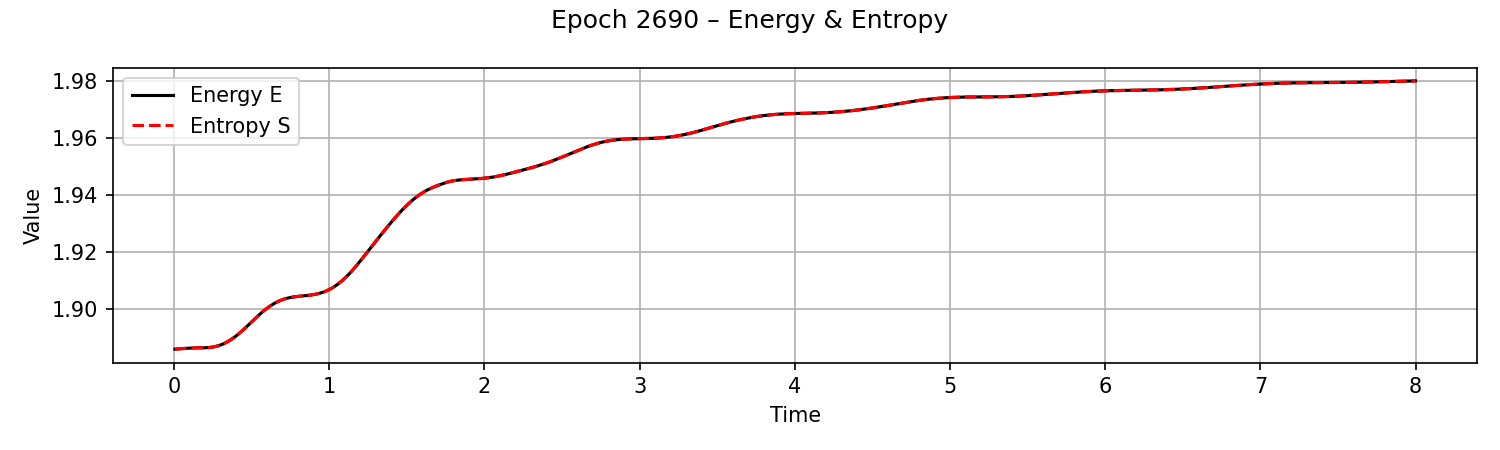 Epoch 2690 – Energy & Entropy
Energy E
Entropy S
1.98
1.96
1.94
1.92
1.90
Value
0 1 2 3 4 5 6 7 8
Time